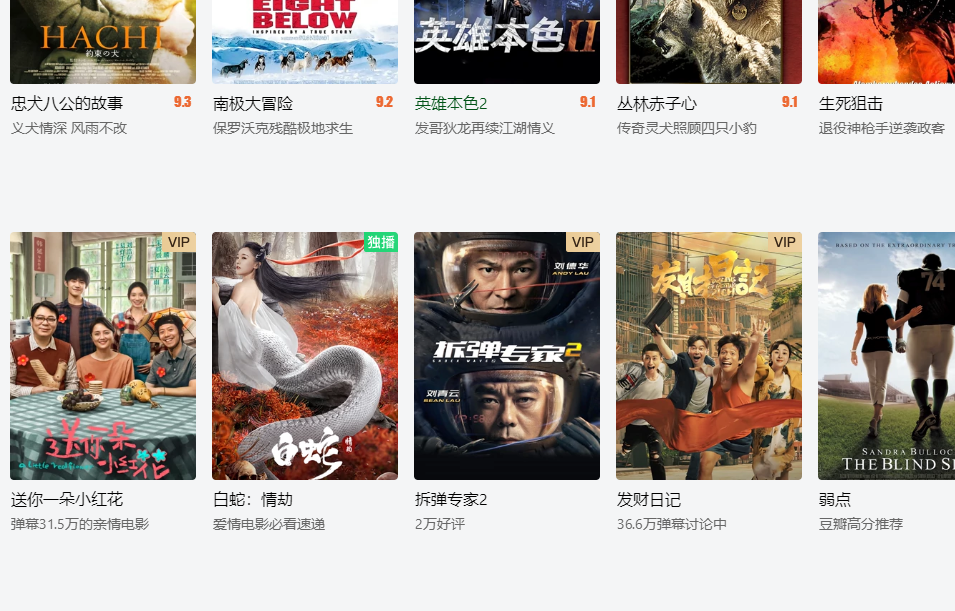 HACHI
約束の犬
EIGHT BELOW
INSPIRED BY A TRUE STORY
英雄本色II
忠犬八公的故事 9.3
南极大冒险 9.2
英雄本色2 9.1
丛林赤子心 9.1
生死狙击
义犬情深 风雨不改
保罗沃克残酷极地求生
发哥狄龙再续江湖情义
传奇灵犬照顾四只小豹
退役神枪手逆袭政客
VIP
独播
VIP
VIP
送你一朵小红花
白蛇
情劫
刘德华
ANDY LAU
拆弹专家2
SHOCK WAVE 2
刘青云
SEAN LAU
发财日记
BASED ON THE EXTRAORDINARY
74
SANDRA BULLOC
THE BLIND S
送你一朵小红花
白蛇：情劫
拆弹专家2
发财日记
弱点
弹幕31.5万的亲情电影
爱情电影必看速递
2万好评
36.6万弹幕讨论中
豆瓣高分推荐